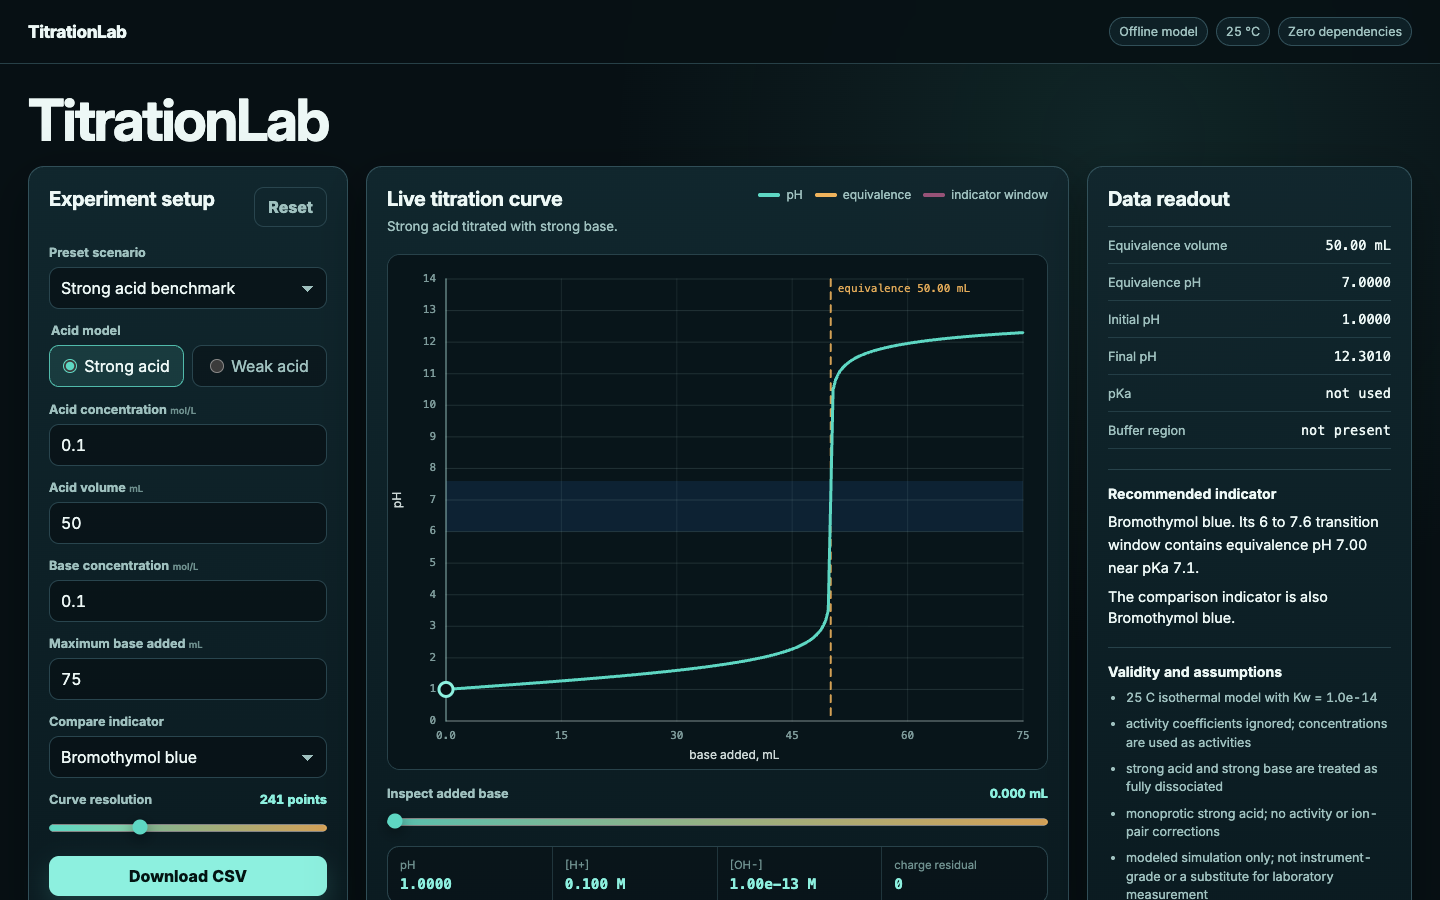 TitrationLab
Offline model
25 °C
Zero dependencies
TitrationLab
Experiment setup
Reset
Preset scenario
Strong acid benchmark
Acid model
Strong acid
Weak acid
Acid concentration mol/L
0.1
Acid volume mL
50
Base concentration mol/L
0.1
Maximum base added mL
75
Compare indicator
Bromothymol blue
Curve resolution
241 points
Download CSV
Live titration curve
pH
equivalence
indicator window
Strong acid titrated with strong base.
14
13
12
11
10
9
8
7
6
5
4
3
2
1
0
pH
equivalence 50.00 mL
0.0
15
30
45
60
75
base added, mL
Inspect added base
0.000 mL
pH
1.0000
[H+]
0.100 M
[OH-]
1.00e−13 M
charge residual
0
Data readout
Equivalence volume
50.00 mL
Equivalence pH
7.0000
Initial pH
1.0000
Final pH
12.3010
pKa
not used
Buffer region
not present
Recommended indicator
Bromothymol blue. Its 6 to 7.6 transition
window contains equivalence pH 7.00
near pKa 7.1.
The comparison indicator is also
Bromothymol blue.
Validity and assumptions
• 25 C isothermal model with Kw = 1.0e-14
• activity coefficients ignored; concentrations
are used as activities
• strong acid and strong base are treated as
fully dissociated
• monoprotic strong acid; no activity or ion-
pair corrections
• modeled simulation only; not instrument-
grade or a substitute for laboratory
measurement